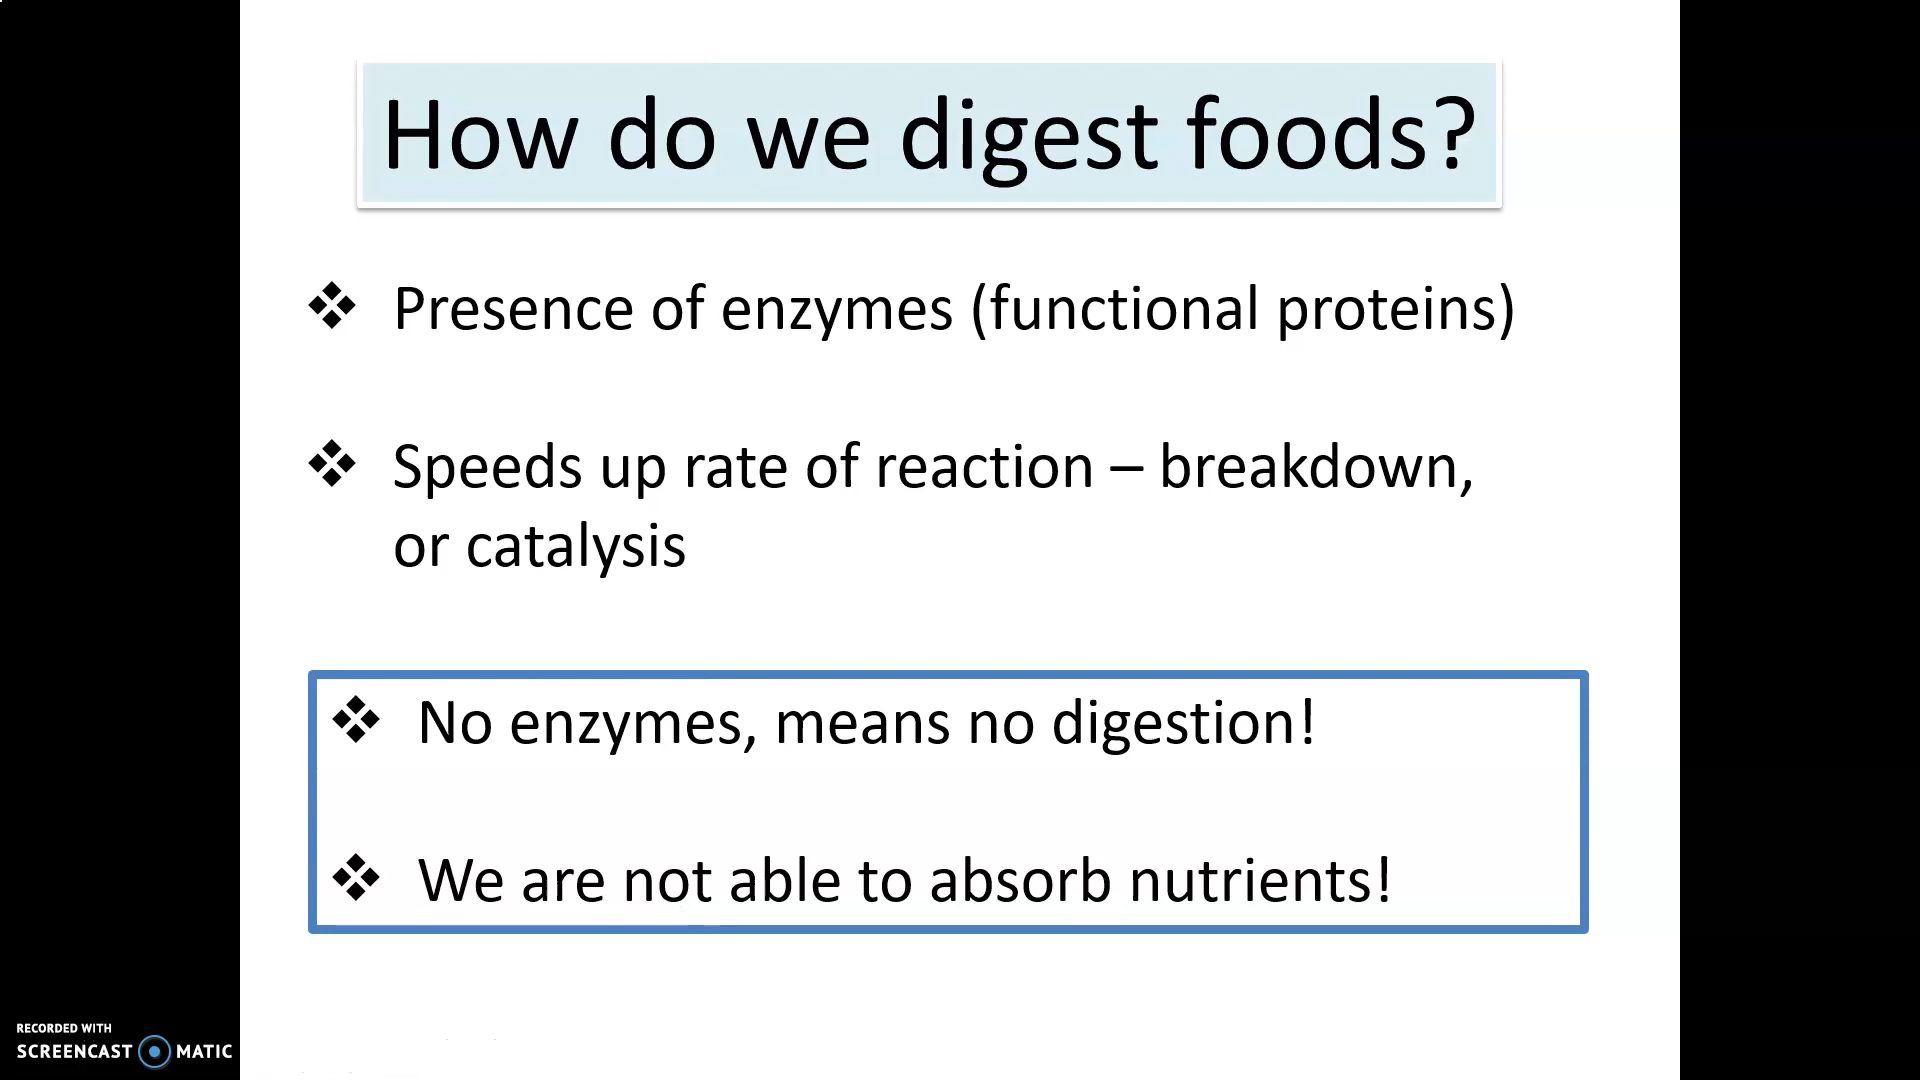 How do we digest foods?
❖ Presence of enzymes (functional proteins)
❖ Speeds up rate of reaction – breakdown,
or catalysis
❖ No enzymes, means no digestion!
❖ We are not able to absorb nutrients!
RECORDED WITH
SCREENCAST MATIC